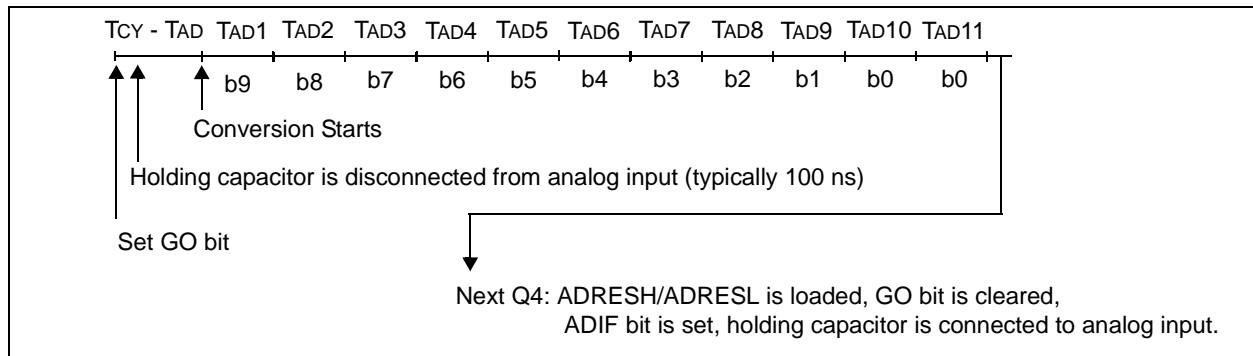 TCY - TAD TAD1 TAD2 TAD3 TAD4 TAD5 TAD6 TAD7 TAD8 TAD9 TAD10 TAD11
b9 b8 b7 b6 b5 b4 b3 b2 b1 b0 b0
Conversion Starts
Holding capacitor is disconnected from analog input (typically 100 ns)
Set GO bit
Next Q4: ADRESH/ADRESL is loaded, GO bit is cleared,
ADIF bit is set, holding capacitor is connected to analog input.